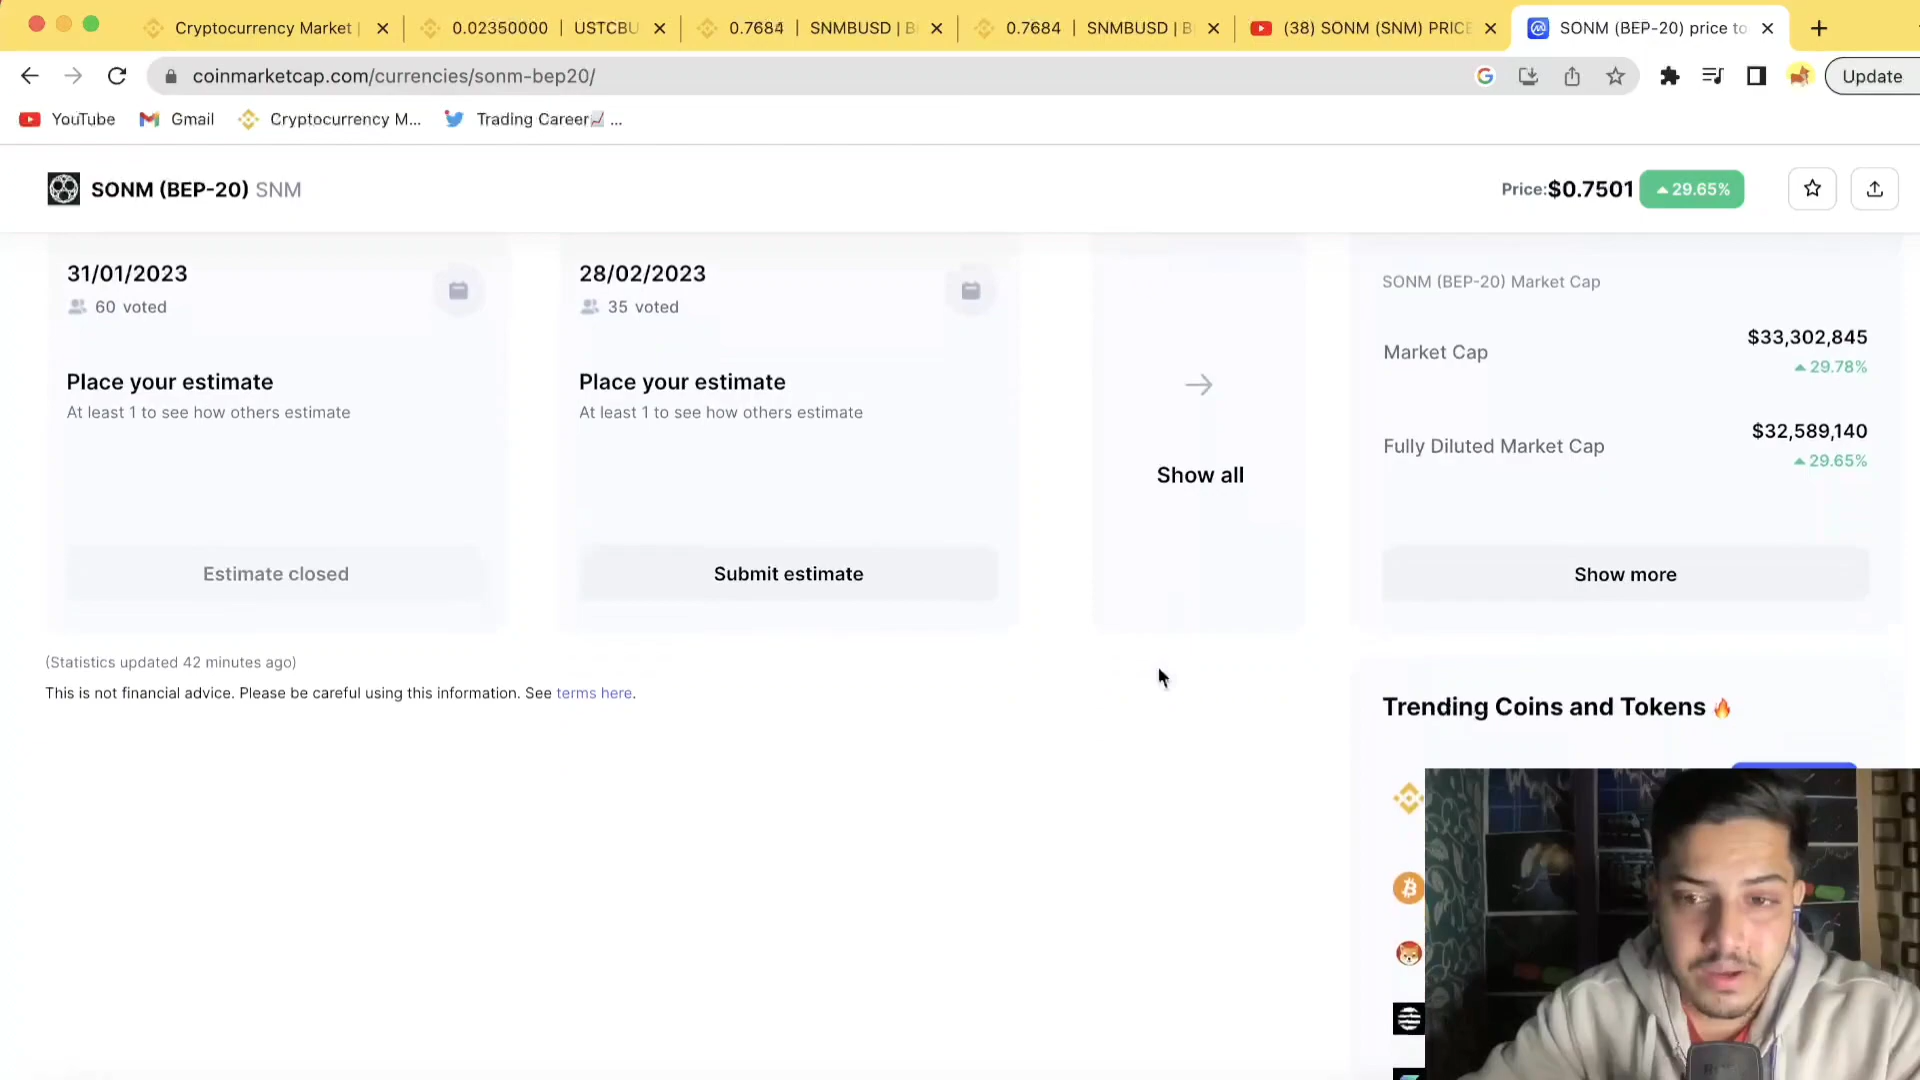 Cryptocurrency Market |
0.02350000 | USTCBU
0.7684 | SNMBUSD | B
0.7684 | SNMBUSD | B
(38) SONM (SNM) PRICE
SONM (BEP-20) price to
coinmarketcap.com/currencies/sonm-bep20/
Update
YouTube
Gmail
Cryptocurrency M...
Trading Career📈 ...
SONM (BEP-20) SNM
Price:$0.7501
29.65%
31/01/2023
60 voted
Place your estimate
At least 1 to see how others estimate
Estimate closed
28/02/2023
35 voted
Place your estimate
At least 1 to see how others estimate
Submit estimate
Show all
SONM (BEP-20) Market Cap
Market Cap
$33,302,845
29.78%
Fully Diluted Market Cap
$32,589,140
29.65%
Show more
(Statistics updated 42 minutes ago)
This is not financial advice. Please be careful using this information. See terms here.
Trending Coins and Tokens 🔥